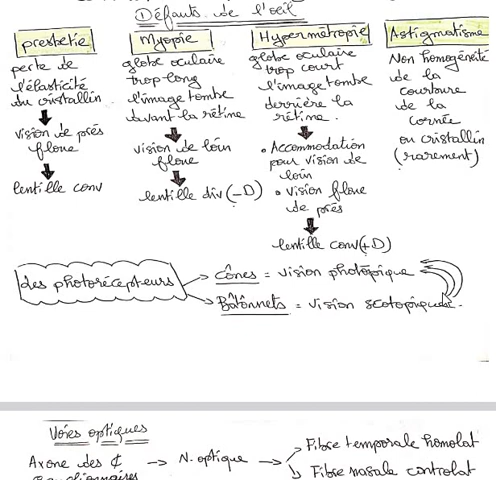 Défauts de l'oeil
presbetie
perte de
l'élasticité
du cristallin
vision de près
floue
lentille conv
Myopie
globe oculaire
trop long
l'image tombe
devant la rétine
vision de loin
floue
lentille div (-D)
Hypermétropie
globe oculaire
trop court
l'image tombe
derrière la
rétine.
• Accommodation
pour vision de
loin
• vision floue
de près
lentille conv(+D)
Astigmatisme
Non homogénéité
de la
courbure
de la
cornée
ou cristallin
(rarement)
des photorécepteurs
Cônes = vision photopique
Bâtonnets = vision scotopique
Voies optiques
Axone des ₵ → N. optique →
Fibre temporale homolat
Fibre nasale controlat